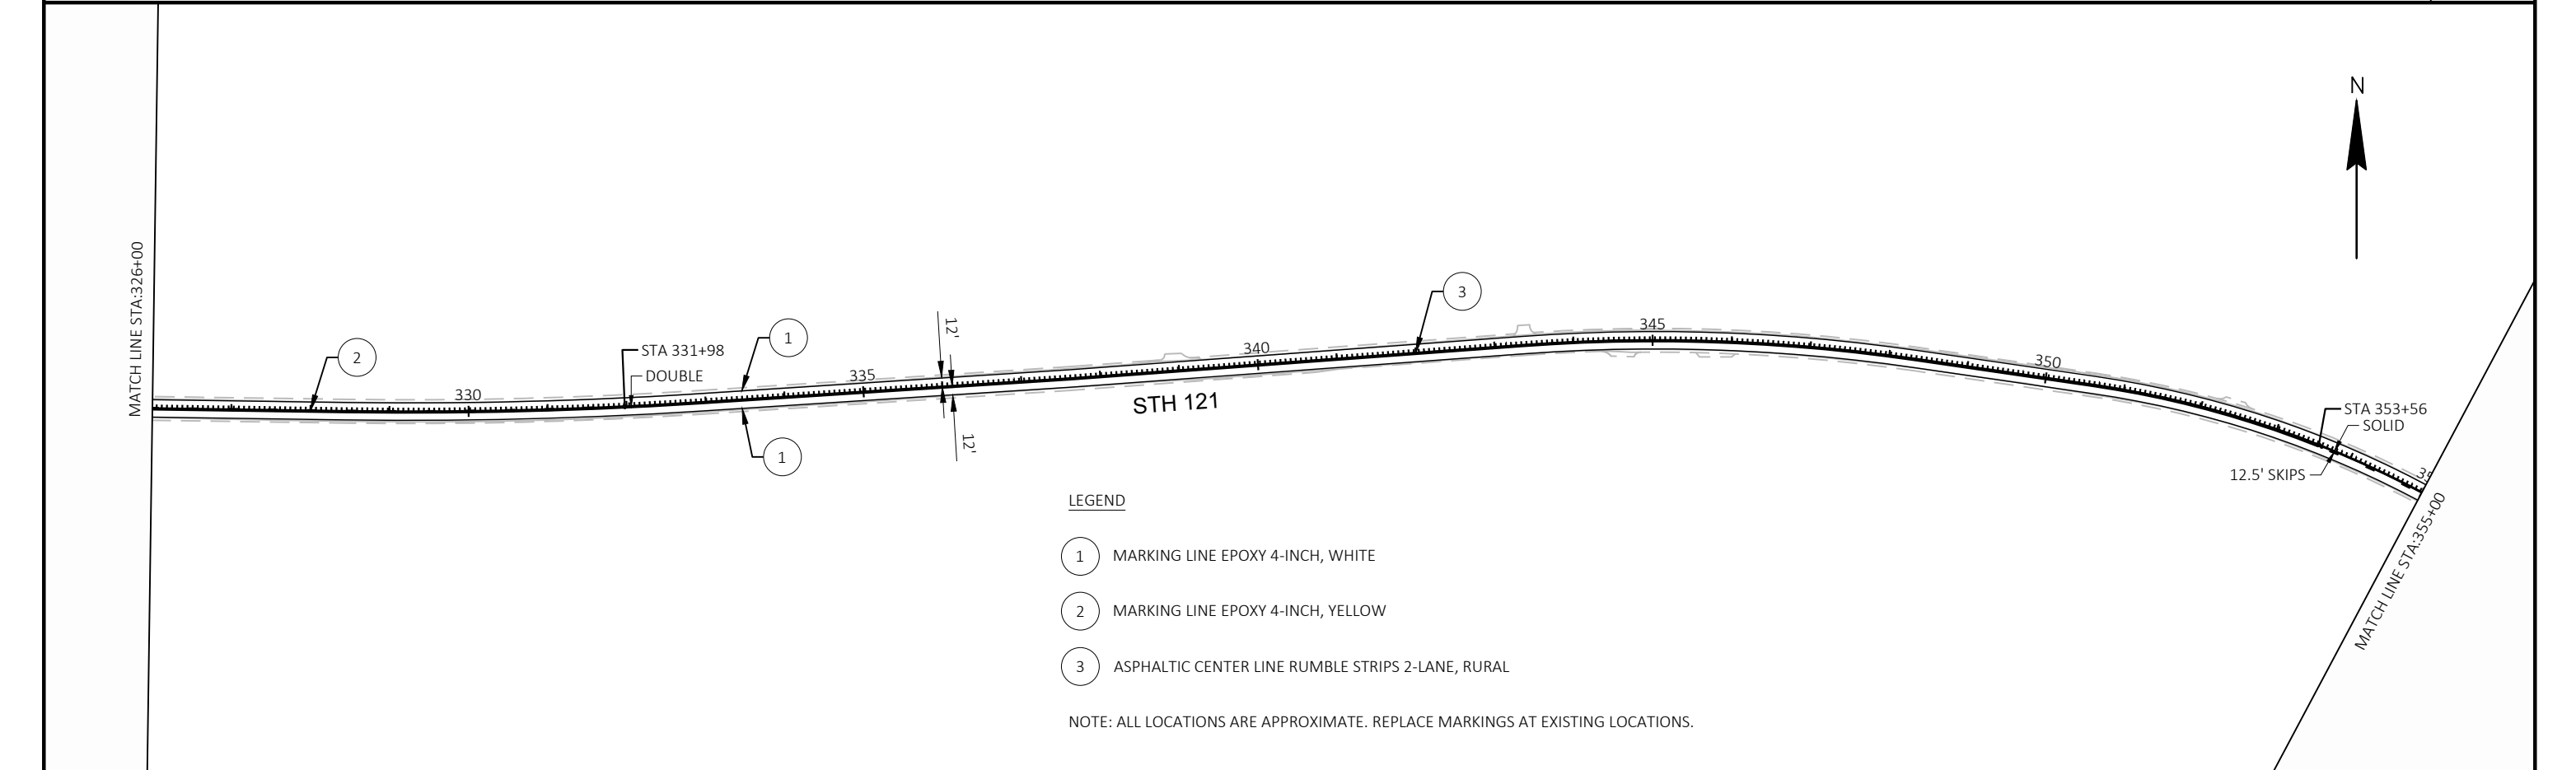 N
MATCH LINE STA:326+00
2
330
STA 331+98
DOUBLE
1
1
335
12'
12'
STH 121
340
3
345
350
STA 353+56
SOLID
12.5' SKIPS
MATCH LINE STA:355+00
LEGEND
1 MARKING LINE EPOXY 4-INCH, WHITE
2 MARKING LINE EPOXY 4-INCH, YELLOW
3 ASPHALTIC CENTER LINE RUMBLE STRIPS 2-LANE, RURAL
NOTE: ALL LOCATIONS ARE APPROXIMATE. REPLACE MARKINGS AT EXISTING LOCATIONS.